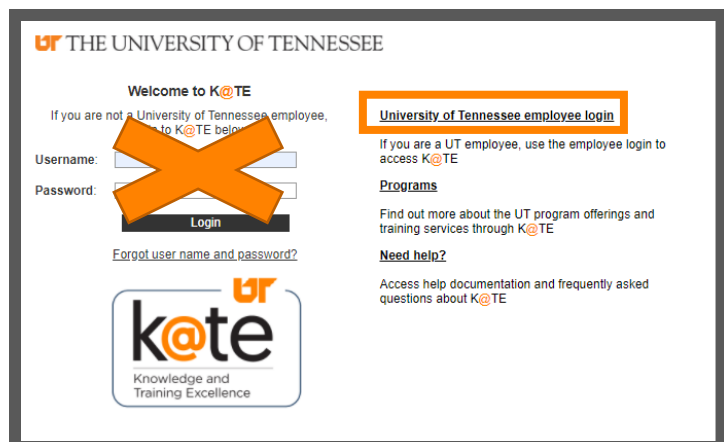 UT THE UNIVERSITY OF TENNESSEE
Welcome to K@TE
If you are not a University of Tennessee employee,
to K@TE below
Username:
Password:
Login
Forgot user name and password?
UT
k@te
Knowledge and
Training Excellence
University of Tennessee employee login
If you are a UT employee, use the employee login to
access K@TE
Programs
Find out more about the UT program offerings and
training services through K@TE
Need help?
Access help documentation and frequently asked
questions about K@TE